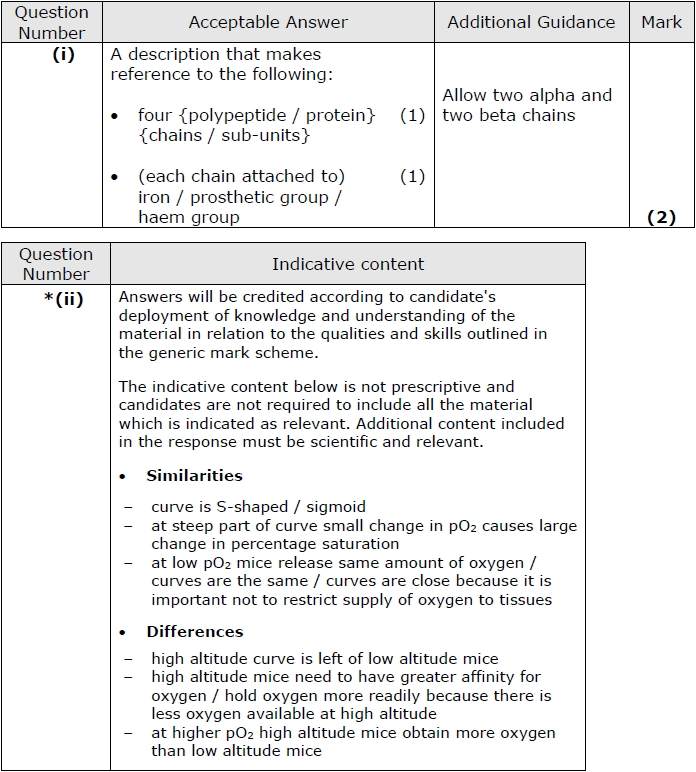 Question Number
Acceptable Answer
Additional Guidance
Mark
(i)
A description that makes
reference to the following:
• four {polypeptide / protein} (1)
{chains / sub-units}
Allow two alpha and
two beta chains
• (each chain attached to) (1)
iron / prosthetic group /
haem group
(2)
Question Number
Indicative content
*(ii)
Answers will be credited according to candidate's
deployment of knowledge and understanding of the
material in relation to the qualities and skills outlined in
the generic mark scheme.
The indicative content below is not prescriptive and
candidates are not required to include all the material
which is indicated as relevant. Additional content included
in the response must be scientific and relevant.
• Similarities
– curve is S-shaped / sigmoid
– at steep part of curve small change in pO₂ causes large
change in percentage saturation
– at low pO₂ mice release same amount of oxygen /
curves are the same / curves are close because it is
important not to restrict supply of oxygen to tissues
• Differences
– high altitude curve is left of low altitude mice
– high altitude mice need to have greater affinity for
oxygen / hold oxygen more readily because there is
less oxygen available at high altitude
– at higher pO₂ high altitude mice obtain more oxygen
than low altitude mice